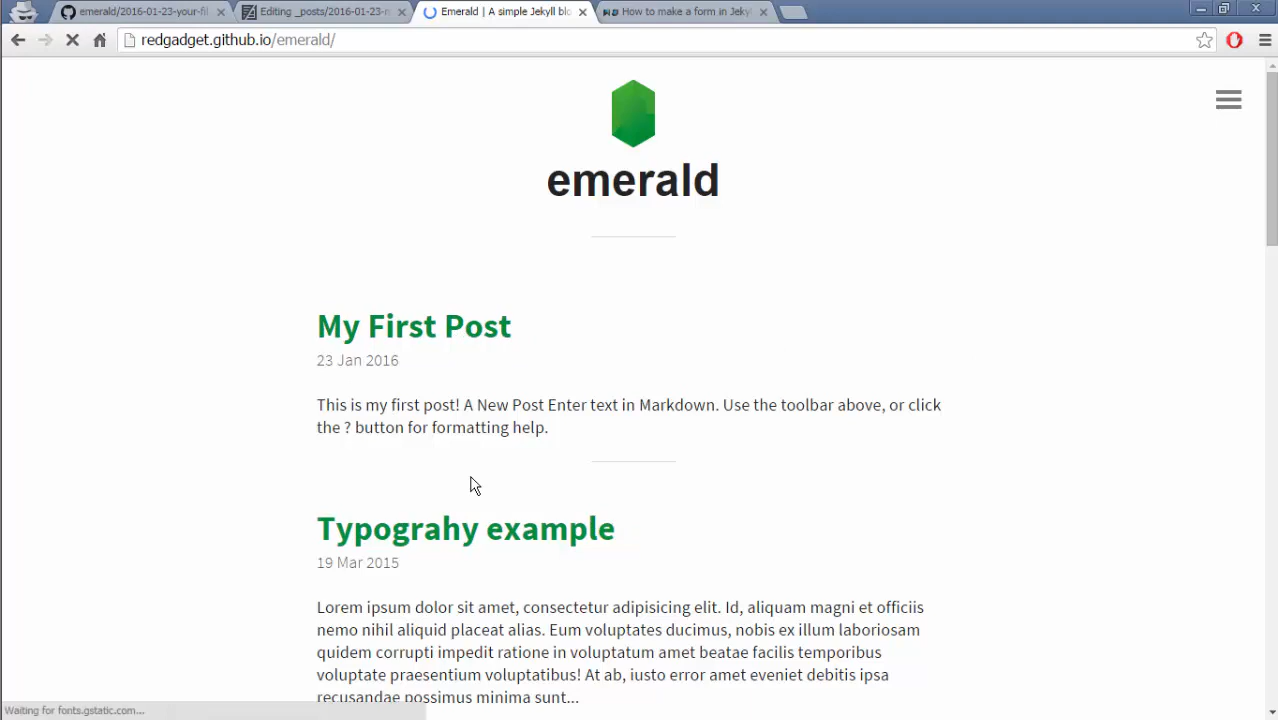 emerald/2016-01-23-your-fil
Editing _posts/2016-01-23-n
Emerald | A simple Jekyll blo
How to make a form in Jeky
redgadget.github.io/emerald/
emerald
My First Post
23 Jan 2016
This is my first post! A New Post Enter text in Markdown. Use the toolbar above, or click
the ? button for formatting help.
Typograhy example
19 Mar 2015
Lorem ipsum dolor sit amet, consectetur adipisicing elit. Id, aliquam magni et officiis
nemo nihil aliquid placeat alias. Eum voluptates ducimus, nobis ex illum laboriosam
quidem corrupti impedit ratione in voluptatum amet beatae facilis temporibus
voluptate praesentium voluptatibus! At ab, iusto error amet eveniet debitis ipsa
recusandae possimus minima sunt...
Waiting for fonts.gstatic.com...